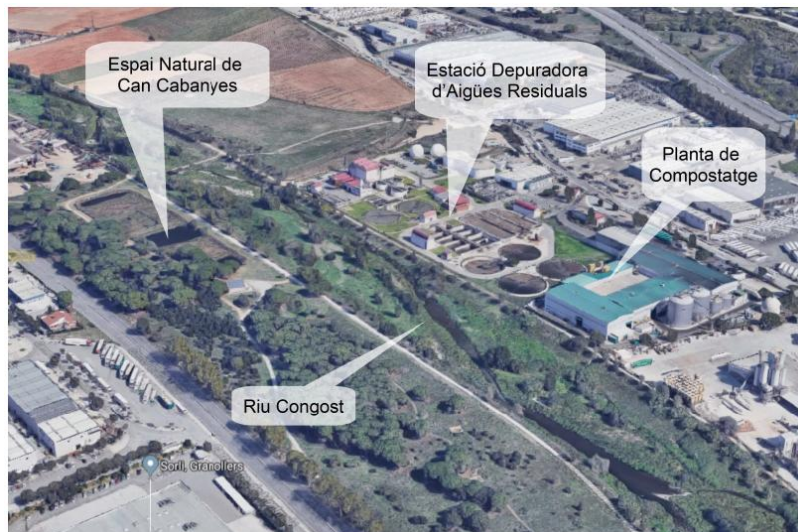 Espai Natural de
Can Cabanyes
Estació Depuradora
d'Aigües Residuals
Planta de
Compostatge
Riu Congost
Sorli, Granollers